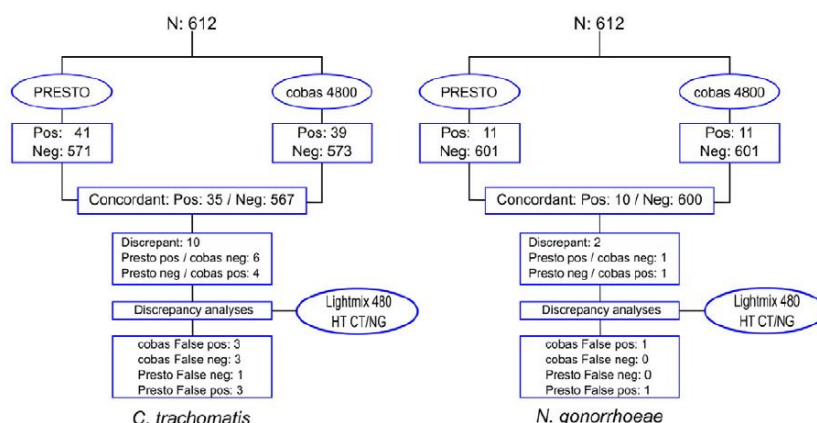 N: 612
PRESTO
cobas 4800
Pos: 41
Neg: 571
Pos: 39
Neg: 573
Concordant: Pos: 35 / Neg: 567
Discrepant: 10
Presto pos / cobas neg: 6
Presto neg / cobas pos: 4
Discrepancy analyses
Lightmix 480
HT CT/NG
cobas False pos: 3
cobas False neg: 3
Presto False neg: 1
Presto False pos: 3
C. trachomatis
N: 612
PRESTO
cobas 4800
Pos: 11
Neg: 601
Pos: 11
Neg: 601
Concordant: Pos: 10 / Neg: 600
Discrepant: 2
Presto pos / cobas neg: 1
Presto neg / cobas pos: 1
Discrepancy analyses
Lightmix 480
HT CT/NG
cobas False pos: 1
cobas False neg: 0
Presto False neg: 0
Presto False pos: 1
N. gonorrhoeae